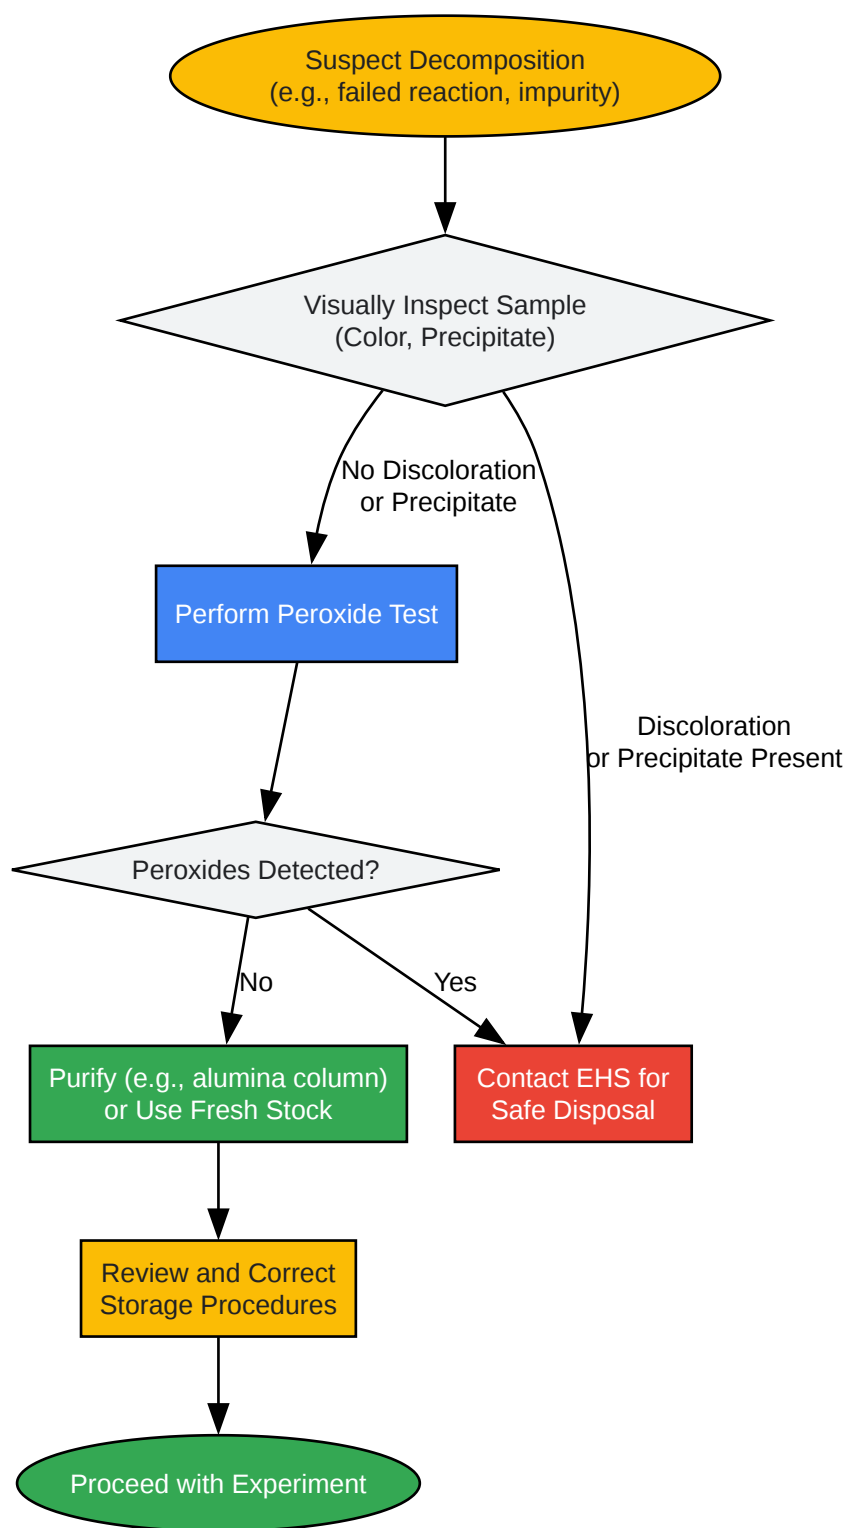 Suspect Decomposition
(e.g., failed reaction, impurity)
Visually Inspect Sample
(Color, Precipitate)
No Discoloration
or Precipitate
Perform Peroxide Test
Discoloration
or Precipitate Present
Peroxides Detected?
No
Yes
Purify (e.g., alumina column)
or Use Fresh Stock
Contact EHS for
Safe Disposal
Review and Correct
Storage Procedures
Proceed with Experiment